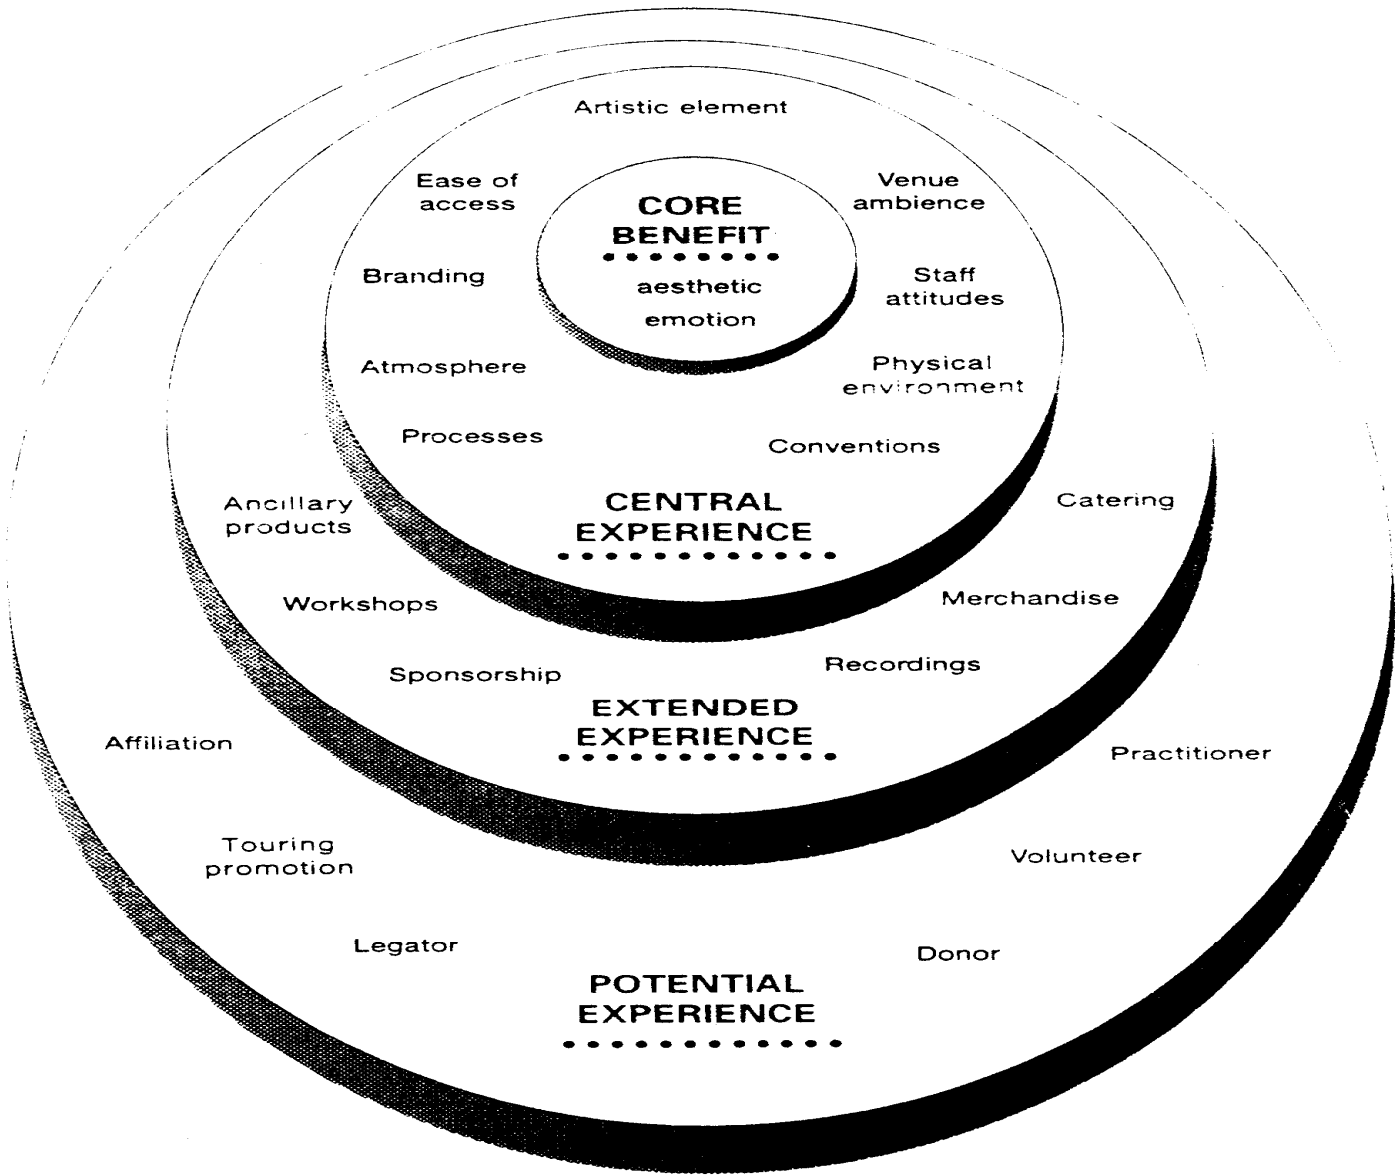 Artistic element
Ease of
access
Venue
ambience
CORE
BENEFIT
aesthetic
emotion
Branding
Staff
attitudes
Atmosphere
Physical
environment
Processes
Conventions
CENTRAL
EXPERIENCE
Ancillary
products
Catering
Workshops
Merchandise
Sponsorship
Recordings
EXTENDED
EXPERIENCE
Affiliation
Practitioner
Touring
promotion
Volunteer
Legator
Donor
POTENTIAL
EXPERIENCE